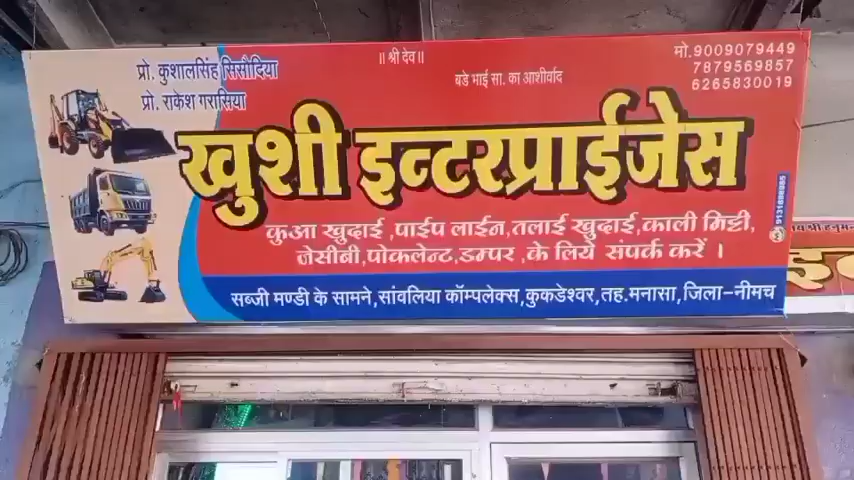 ॥ श्री देव॥
प्रो. कुशालसिंह सिसौदिया
प्रो. राकेश गरासिया
बडे भाई सा. का आशीर्वाद
मो.9009079449
7879569857
6265830019
खुशी इन्टरप्राईजेस
कुआ खुदाई ,पाईप लाईन,तलाई खुदाई,काली मिट्टी,
जेसीबी,पोकलेन्ट,डम्पर ,के लिये संपर्क करें ।
सब्जी मण्डी के सामने,सांवलिया कॉम्पलेक्स,कुकडेश्वर,तह.मनासा,जिला-नीमच